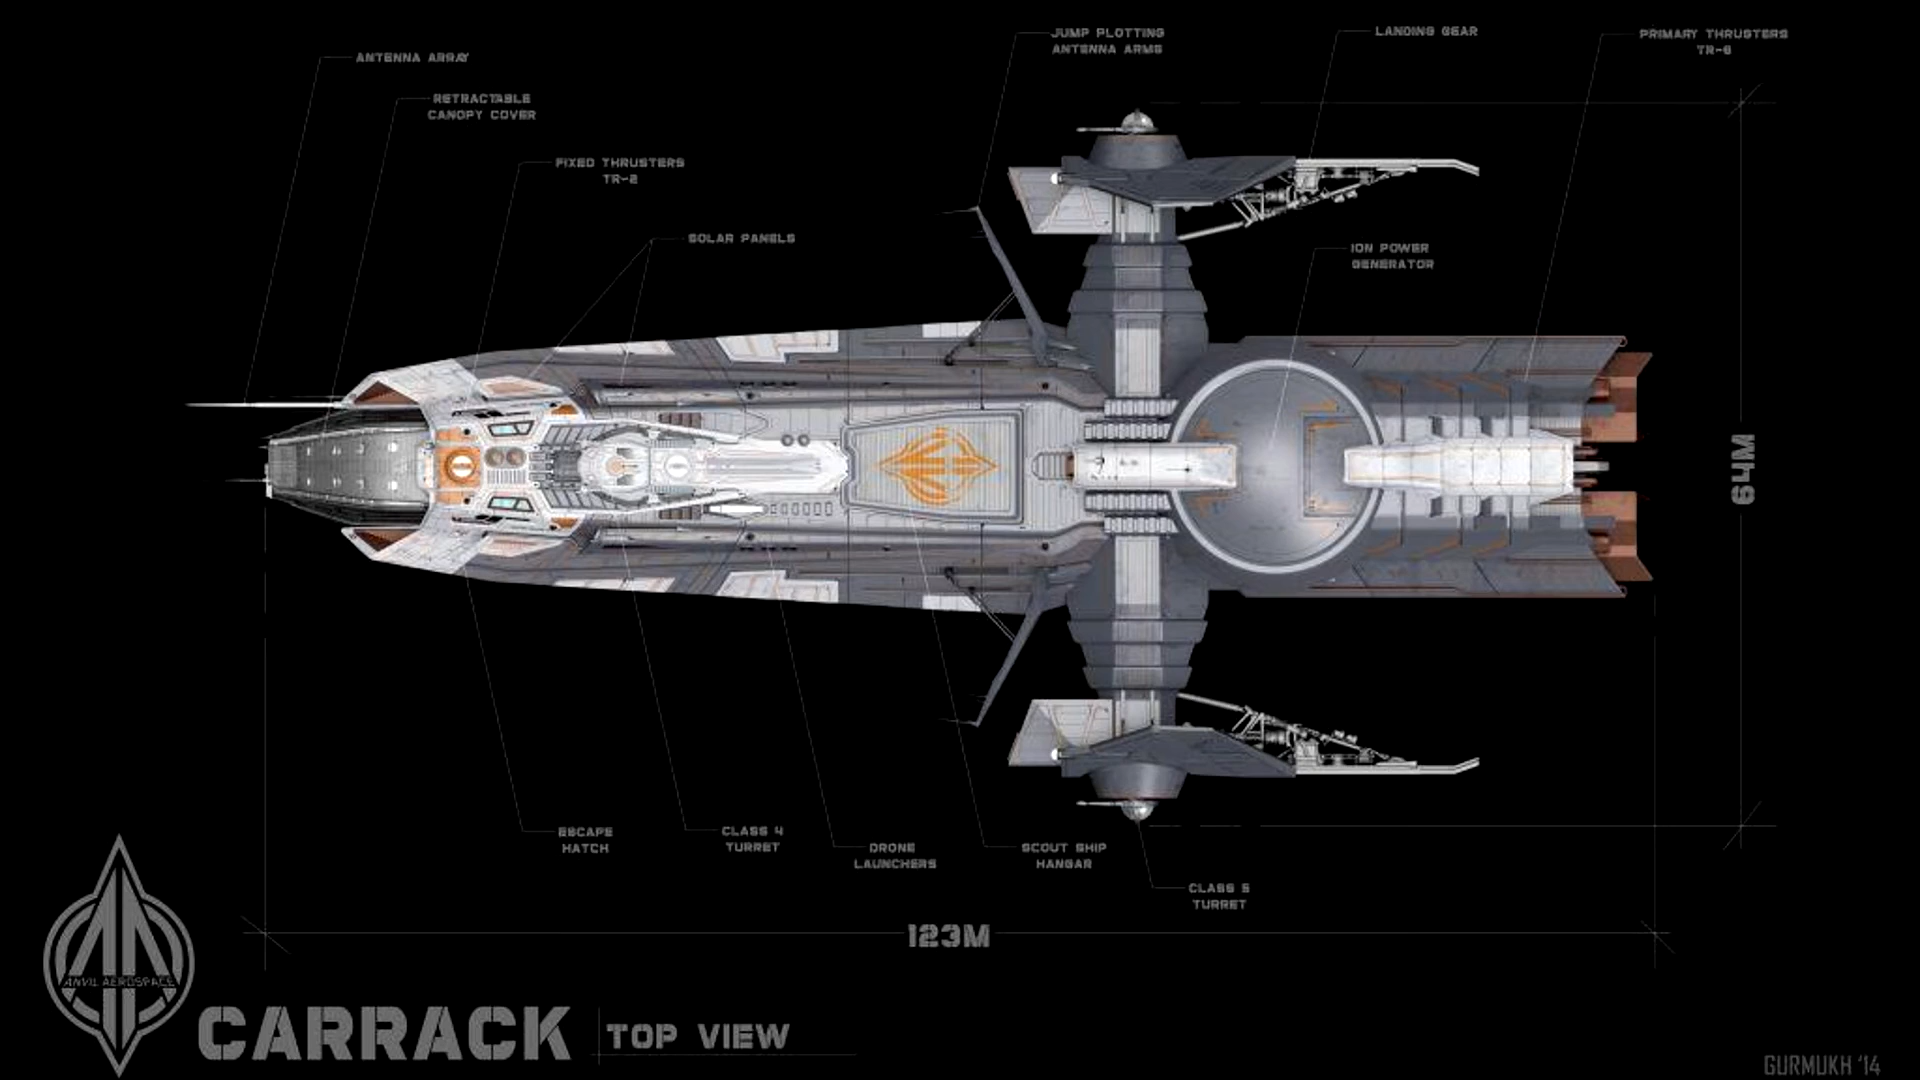 ANTENNA ARRAY
RETRACTABLE
CANOPY COVER
FIXED THRUSTERS
TR-2
SOLAR PANELS
JUMP PLOTTING
ANTENNA ARMS
LANDING GEAR
PRIMARY THRUSTERS
TR-6
ION POWER
GENERATOR
64M
ESCAPE
HATCH
CLASS 4
TURRET
DRONE
LAUNCHERS
SCOUT SHIP
HANGAR
CLASS 5
TURRET
123M
ANVIL AEROSPACE
CARRACK
TOP VIEW
GURMUKH '14